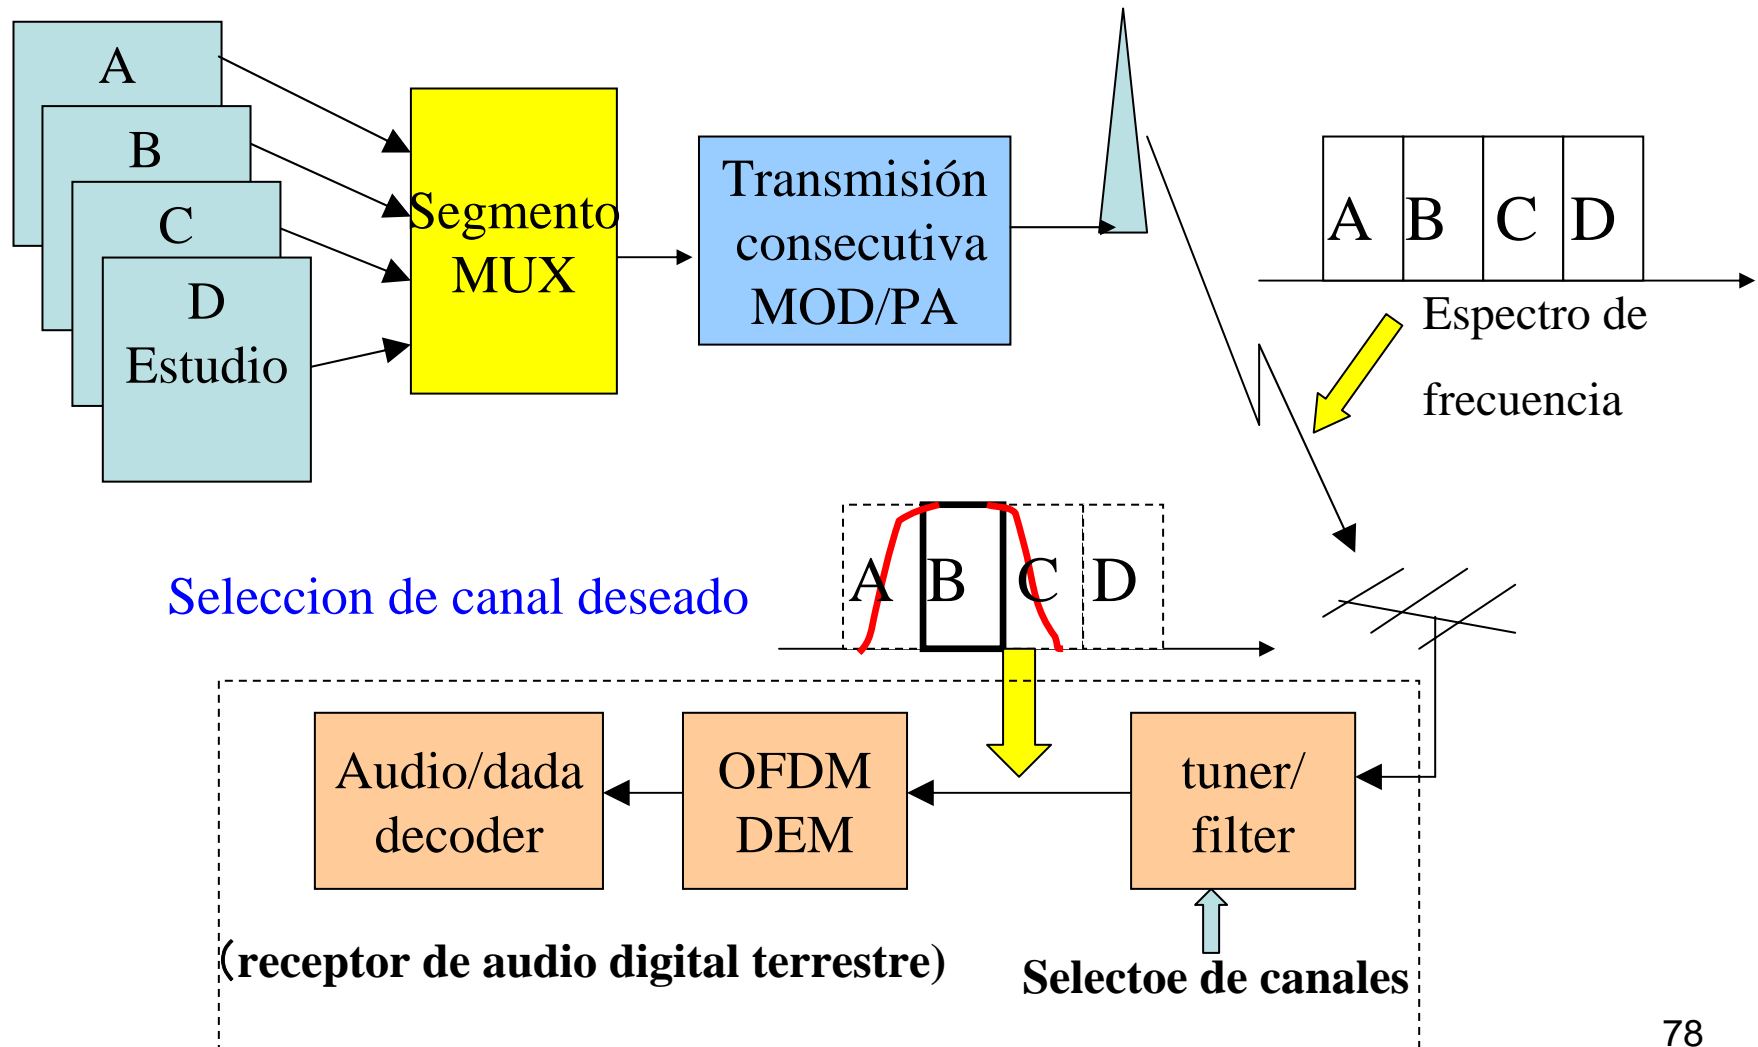 A
B
C
D
Estudio
Segmento
MUX
Transmisión
consecutiva
MOD/PA
A B C D
Espectro de
frecuencia
Seleccion de canal deseado
A B C D
Audio/dada
decoder
OFDM
DEM
tuner/
filter
(receptor de audio digital terrestre)
Selectoe de canales
78